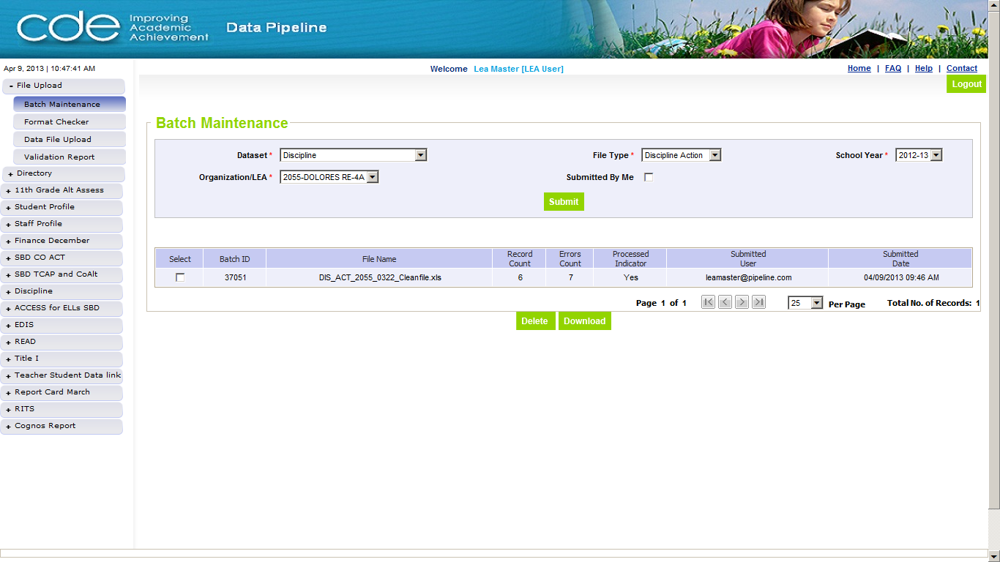 cde Improving
Academic
Achievement
Data Pipeline
Apr 9, 2013 | 10:47:41 AM
Welcome Lea Master [LEA User]
Home | FAQ | Help | Contact
Logout
- File Upload
Batch Maintenance
Format Checker
Data File Upload
Validation Report
+ Directory
+ 11th Grade Alt Assess
+ Student Profile
+ Staff Profile
+ Finance December
+ SBD CO ACT
+ SBD TCAP and CoAlt
+ Discipline
+ ACCESS for ELLs SBD
+ EDIS
+ READ
+ Title I
+ Teacher Student Data link
+ Report Card March
+ RITS
+ Cognos Report
Batch Maintenance
Dataset * Discipline File Type * Discipline Action School Year * 2012-13
Organization/LEA * 2055-DOLORES RE-4A Submitted By Me
Submit
Select Batch ID File Name Record Count Errors Count Processed Indicator Submitted User Submitted Date
37051 DIS_ACT_2055_0322_Cleanfile.xls 6 7 Yes leamaster@pipeline.com 04/09/2013 09:46 AM
Page 1 of 1 25 Per Page Total No. of Records: 1
Delete Download